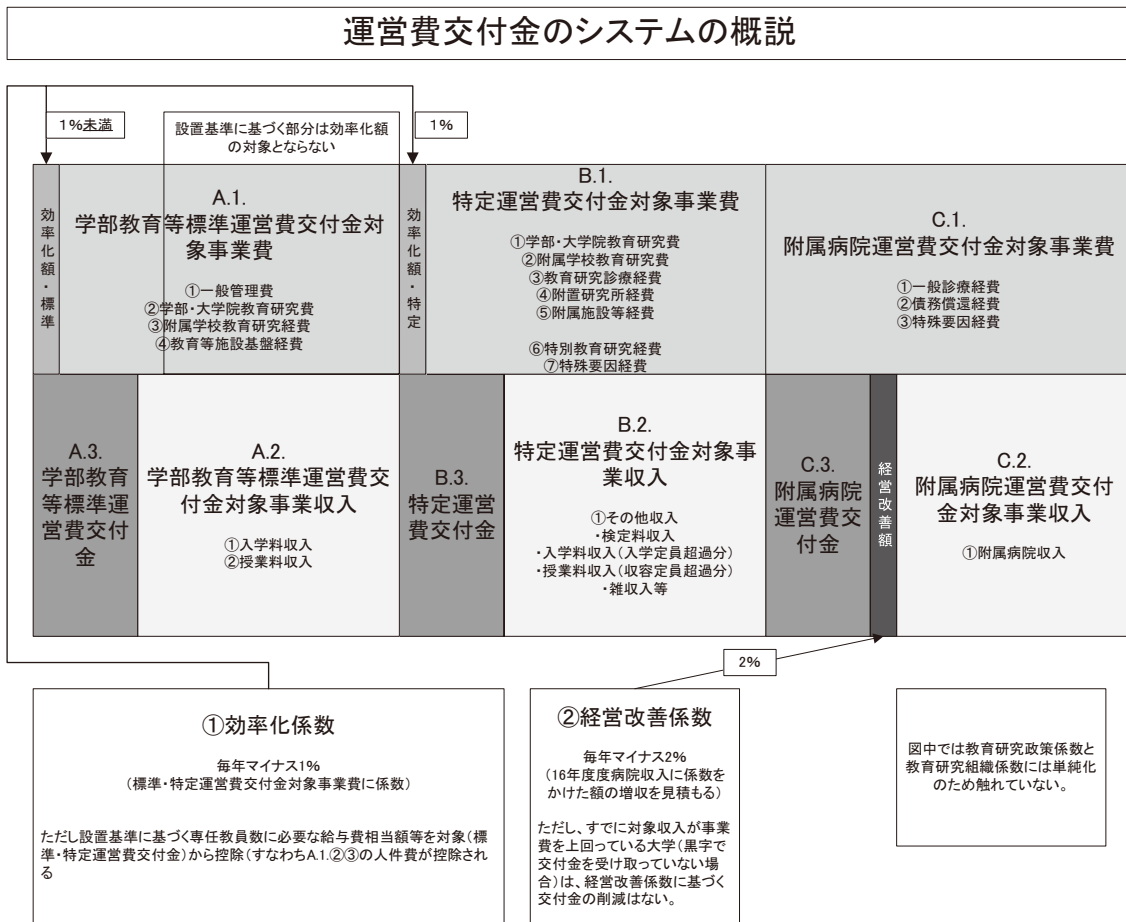 運営費交付金のシステムの概説
1%未満
設置基準に基づく部分は効率化額
の対象とならない
1%
効率化額・標準
A.1.
学部教育等標準運営費交付金対
象事業費
①一般管理費
②学部・大学院教育研究費
③附属学校教育研究経費
④教育等施設基盤経費
効率化額・特定
B.1.
特定運営費交付金対象事業費
①学部・大学院教育研究費
②附属学校教育研究費
③教育研究診療経費
④附置研究所経費
⑤附属施設等経費
⑥特別教育研究経費
⑦特殊要因経費
C.1.
附属病院運営費交付金対象事業費
①一般診療経費
②債務償還経費
③特殊要因経費
A.3.
学部教育
等標準運
営費交付
金
A.2.
学部教育等標準運営費交
付金対象事業収入
①入学料収入
②授業料収入
B.3.
特定運営
費交付金
B.2.
特定運営費交付金対象事
業収入
①その他収入
・検定料収入
・入学料収入(入学定員超過分)
・授業料収入(収容定員超過分)
・雑収入等
C.3.
附属病院
運営費交
付金
経営改善額
C.2.
附属病院運営費交付
金対象事業収入
①附属病院収入
2%
①効率化係数
毎年マイナス1%
(標準・特定運営費交付金対象事業費に係数)
ただし設置基準に基づく専任教員数に必要な給与費相当額等を対象(標
準・特定運営費交付金)から控除(すなわちA.1.②③の人件費が控除され
る
②経営改善係数
毎年マイナス2%
(16年度度病院収入に係数を
かけた額の増収を見積もる)
ただし、すでに対象収入が事業
費を上回っている大学(黒字で
交付金を受け取っていない場
合)は、経営改善係数に基づく
交付金の削減はない。
図中では教育研究政策係数と
教育研究組織係数には単純化
のため触れていない。